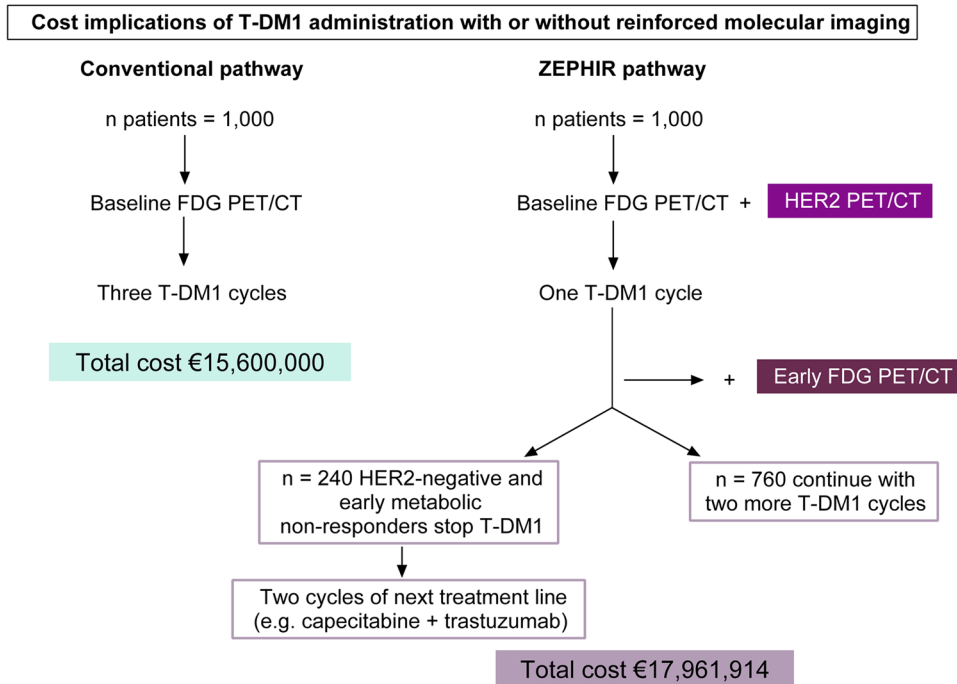 Cost implications of T-DM1 administration with or without reinforced molecular imaging
Conventional pathway
n patients = 1,000
Baseline FDG PET/CT
Three T-DM1 cycles
Total cost €15,600,000
ZEPHIR pathway
n patients = 1,000
Baseline FDG PET/CT + HER2 PET/CT
One T-DM1 cycle
+ Early FDG PET/CT
n = 240 HER2-negative and
early metabolic
non-responders stop T-DM1
n = 760 continue with
two more T-DM1 cycles
Two cycles of next treatment line
(e.g. capecitabine + trastuzumab)
Total cost €17,961,914